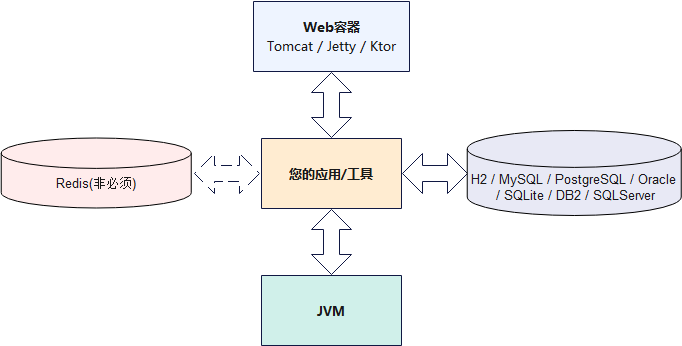 Web容器
Tomcat / Jetty / Ktor
Redis(非必须)
您的应用/工具
H2 / MySQL / PostgreSQL / Oracle
/ SQLite / DB2 / SQLServer
JVM